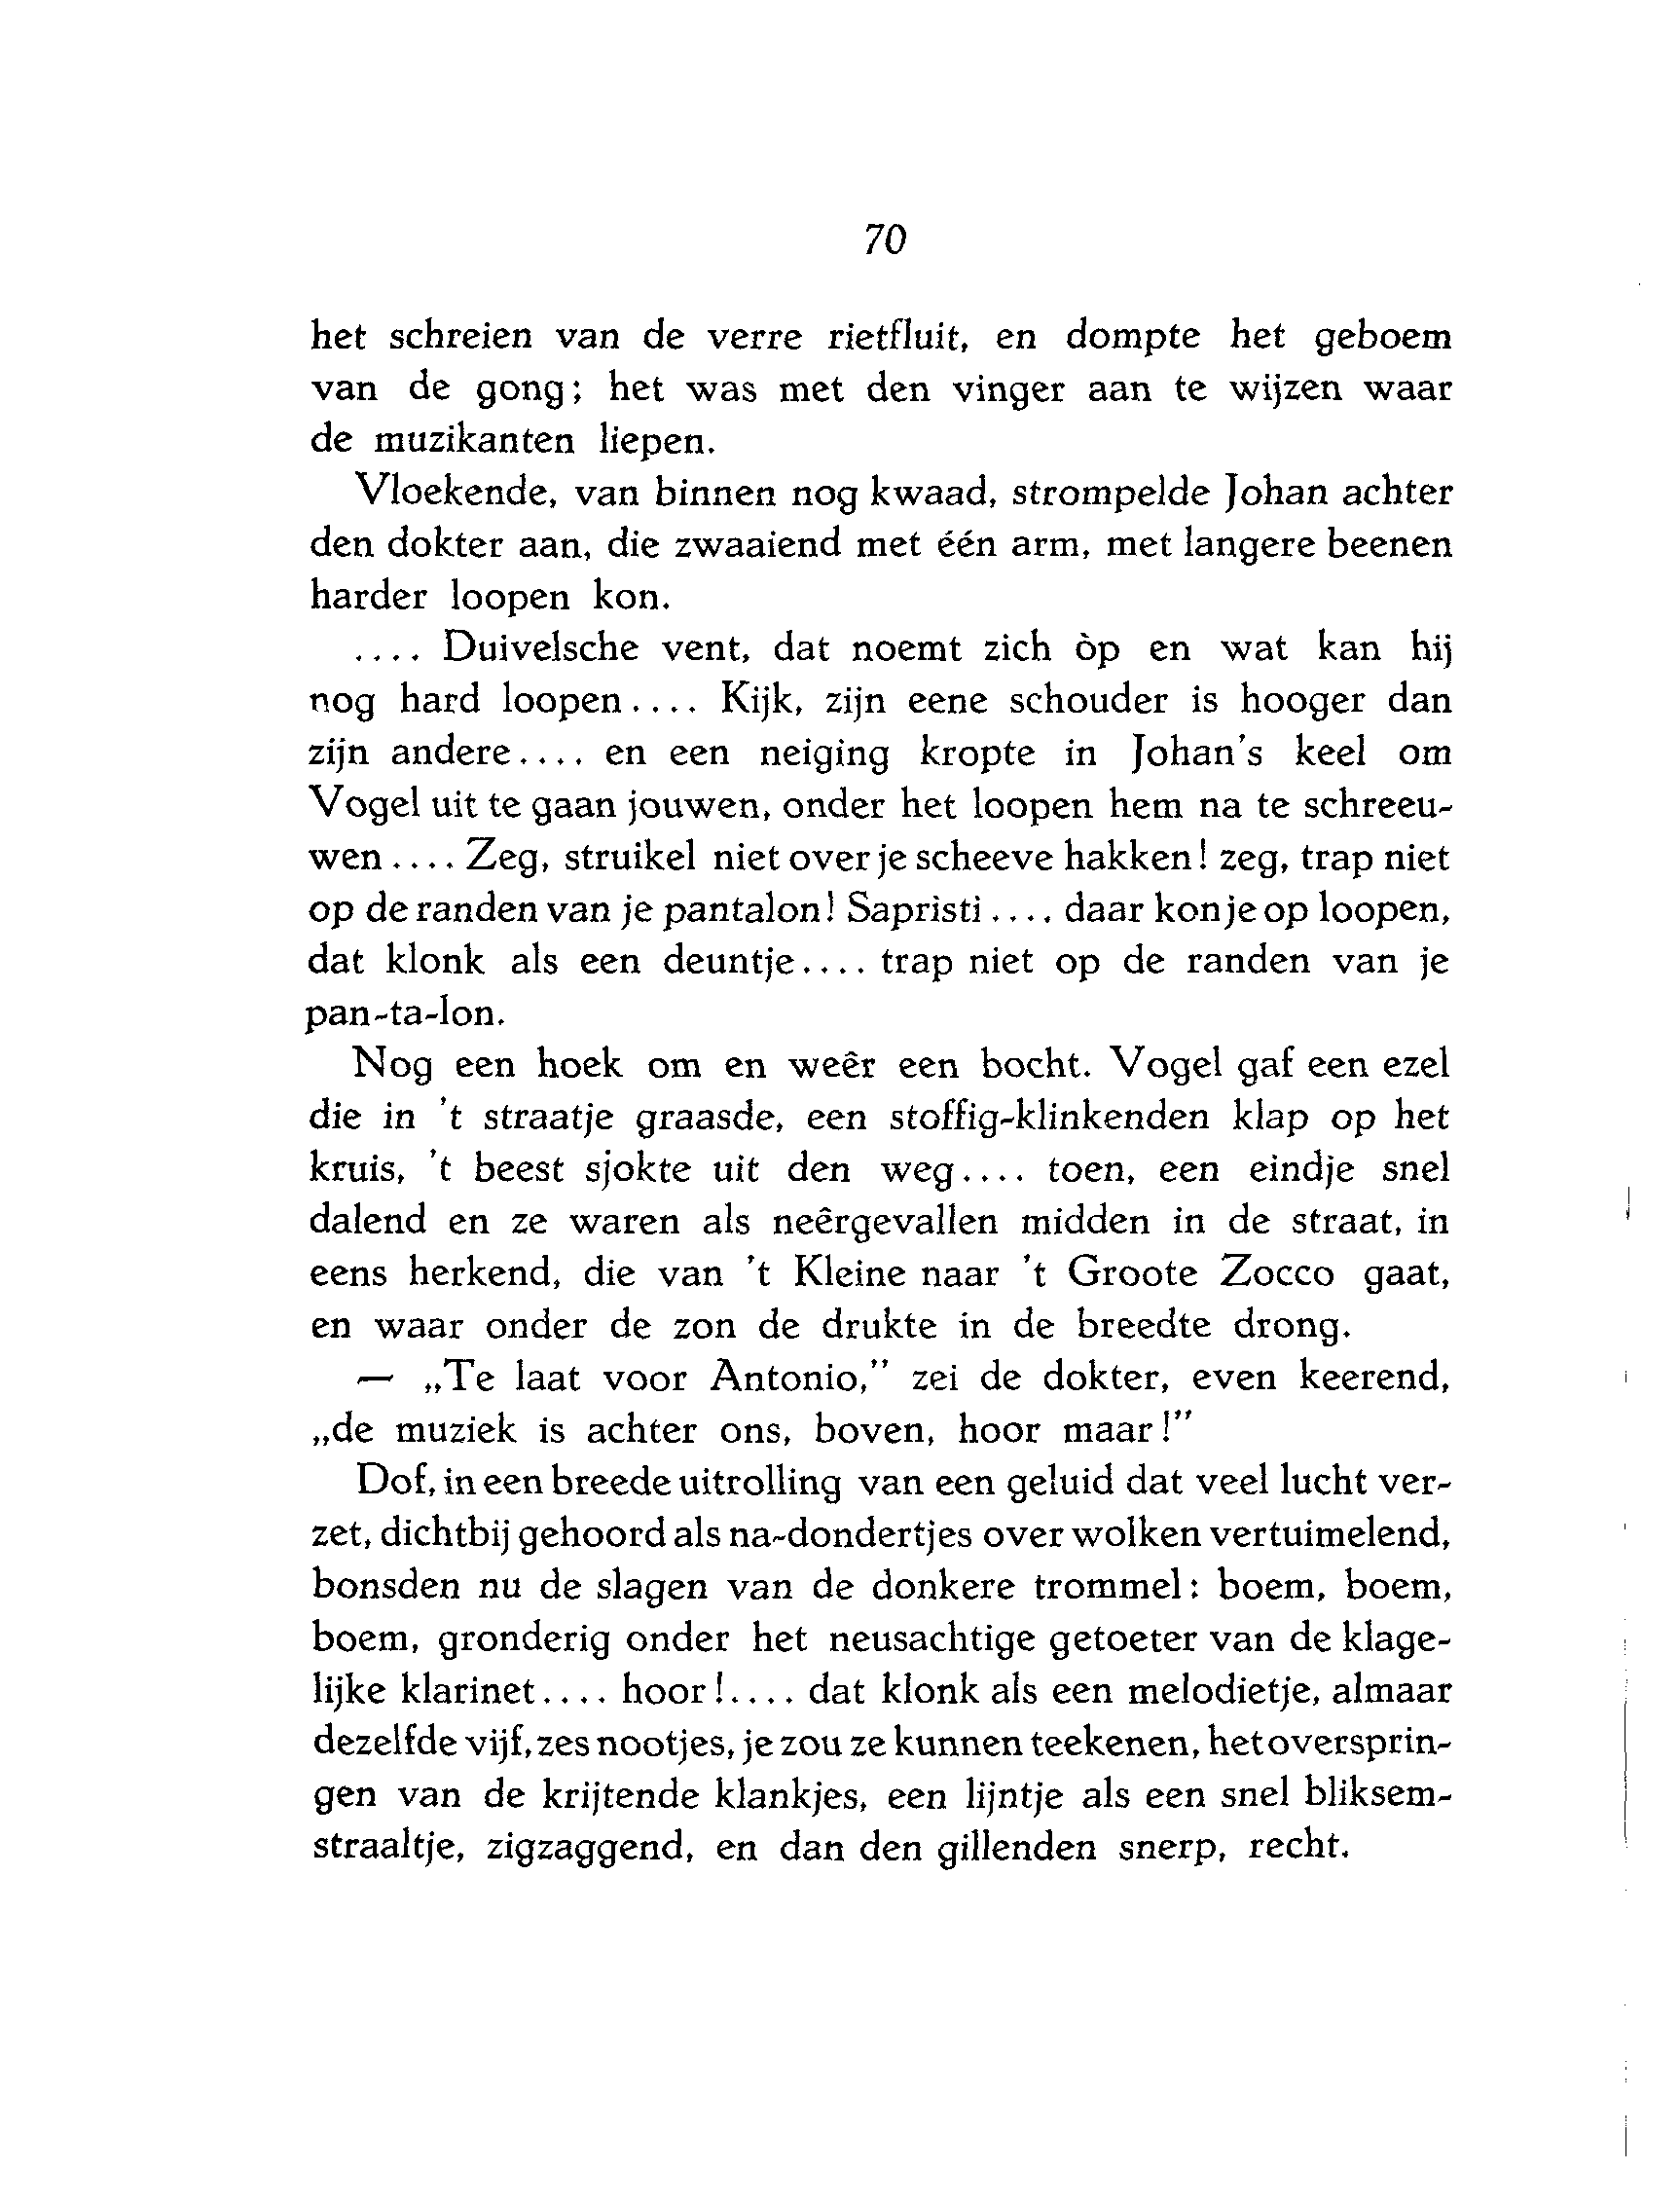 70
het schreien van de verre rietfluit, en dompte het geboem
van de gong; het was met den vinger aan te wijzen waar
de muzikanten liepen.
Vloekende, van binnen nog kwaad, strompelde Johan achter
den dokter aan, die zwaaiend met één arm, met langere beenen
harder loopen kon.
.... Duivelsche vent, dat noemt zich òp en wat kan hij
nog hard loopen.... Kijk, zijn eene schouder is hooger dan
zijn andere.... en een neiging kropte in Johan's keel om
Vogel uit te gaan jouwen, onder het loopen hem na te schreeu-
wen.... Zeg, struikel niet over je scheeve hakken! zeg, trap niet
op de randen van je pantalon! Sapristi.... daar kon je op loopen,
dat klonk als een deuntje.... trap niet op de randen van je
pan-ta-lon.
Nog een hoek om en weêr een bocht. Vogel gaf een ezel
die in 't straatje graasde, een stoffig-klinkenden klap op het
kruis, 't beest sjokte uit den weg.... toen, een eindje snel
dalend en ze waren als neêrgevallen midden in de straat, in
eens herkend, die van 't Kleine naar 't Groote Zocco gaat,
en waar onder de zon de drukte in de breedte drong.
— „Te laat voor Antonio,” zei de dokter, even keerend,
„de muziek is achter ons, boven, hoor maar!”
Dof, in een breede uitrolling van een geluid dat veel lucht ver-
zet, dichtbij gehoord als na-dondertjes over wolken vertuimelend,
bonsden nu de slagen van de donkere trommel: boem, boem,
boem, gronderig onder het neusachtige getoeter van de klage-
lijke klarinet.... hoor!.... dat klonk als een melodietje, almaar
dezelfde vijf, zes nootjes, je zou ze kunnen teekenen, het oversprin-
gen van de krijtende klankjes, een lijntje als een snel bliksem-
straaltje, zigzaggend, en dan den gillenden snerp, recht.